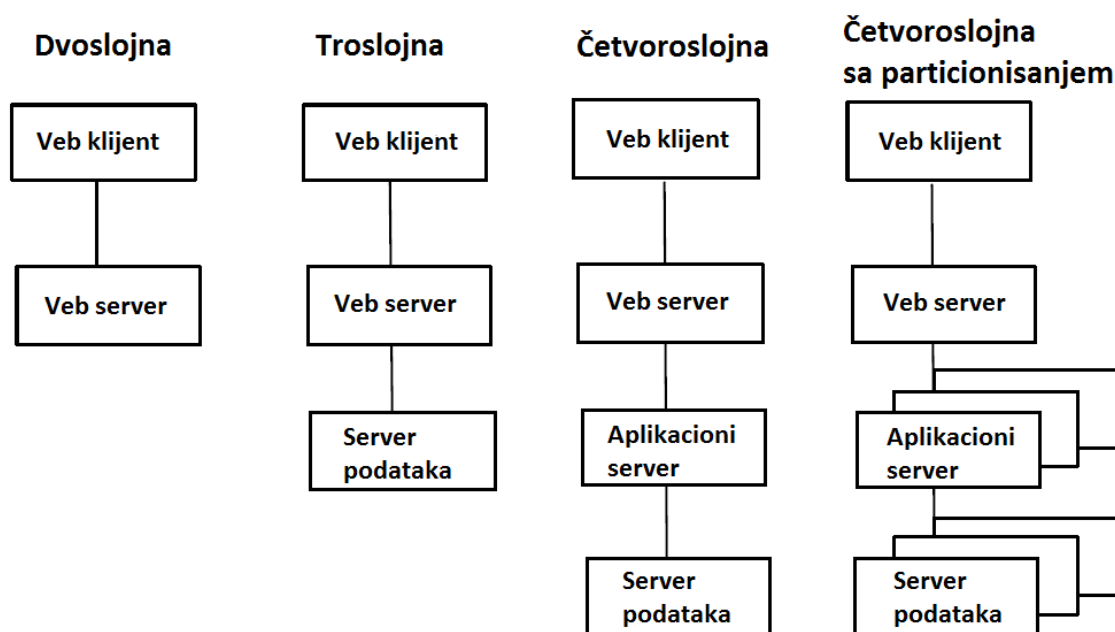 Dvoslojna
Veb klijent
Veb server
Troslojna
Veb klijent
Veb server
Server
podataka
Četvoroslojna
Veb klijent
Veb server
Aplikacioni
server
Server
podataka
Četvoroslojna
sa particionisanjem
Veb klijent
Veb server
Aplikacioni
server
Server
podataka